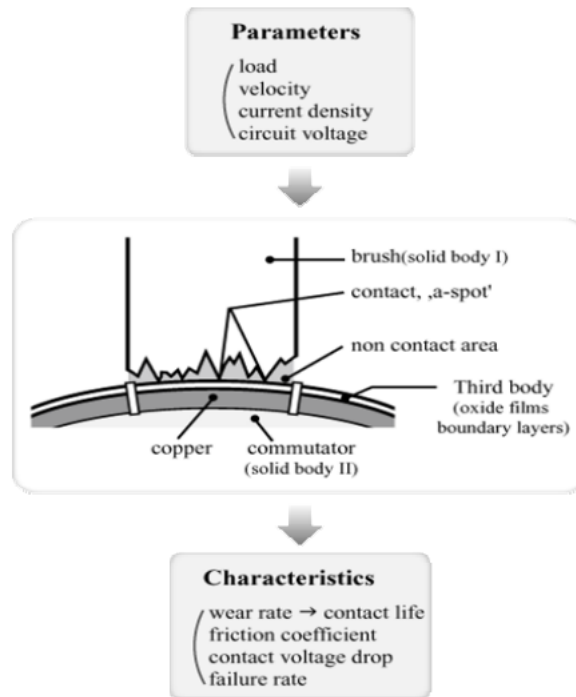 Parameters
load
velocity
current density
circuit voltage
brush(solid body I)
contact, ‚a-spot'
non contact area
Third body
(oxide films
boundary layers)
copper
commutator
(solid body II)
Characteristics
wear rate → contact life
friction coefficient
contact voltage drop
failure rate